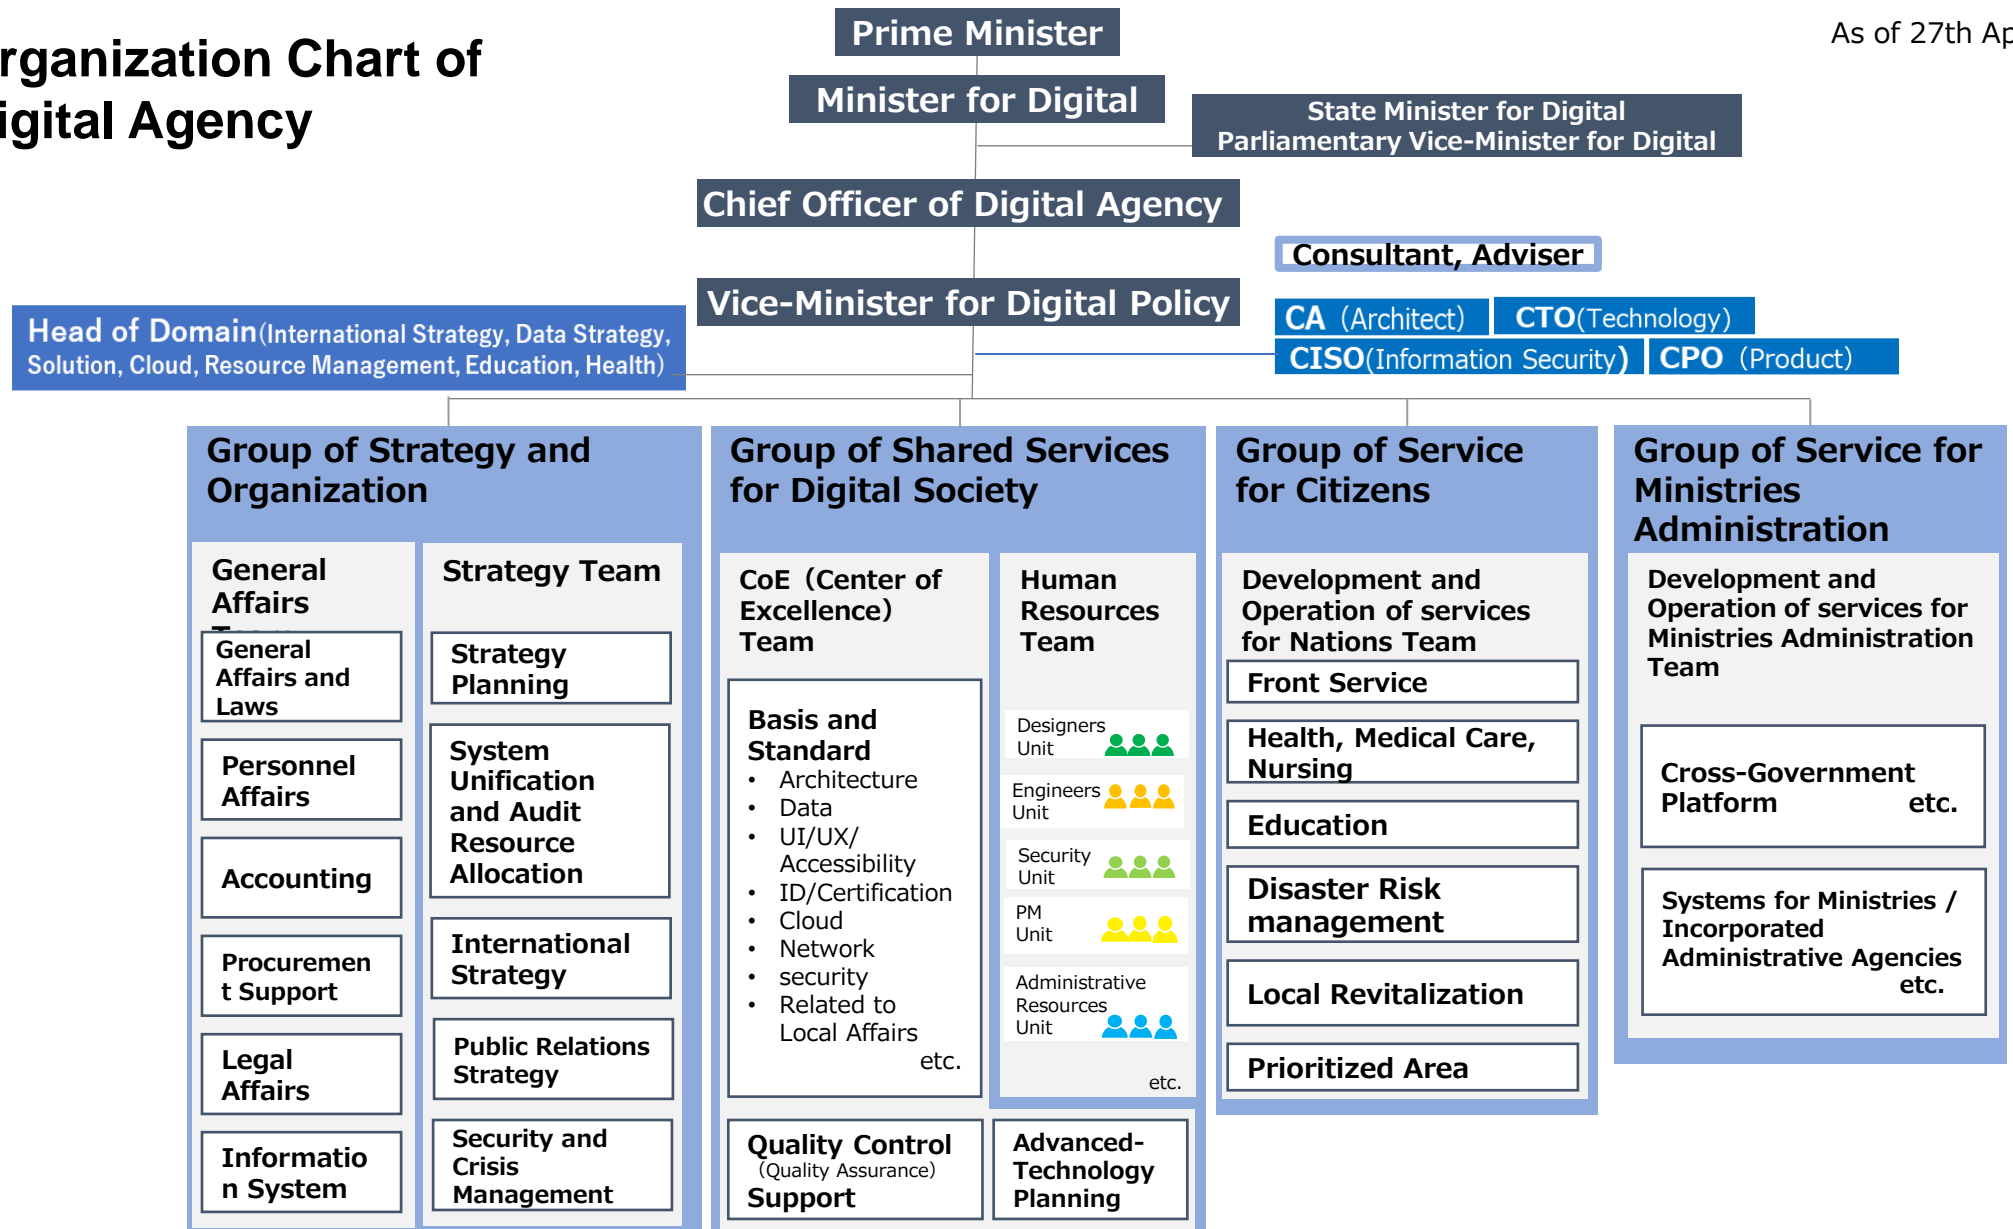 rganization Chart of
igital Agency
As of 27th Ap
Prime Minister
Minister for Digital
State Minister for Digital
Parliamentary Vice-Minister for Digital
Chief Officer of Digital Agency
Consultant, Adviser
Vice-Minister for Digital Policy
CA（Architect）
CTO(Technology)
CISO(Information Security)
CPO（Product）
Head of Domain(International Strategy, Data Strategy,
Solution, Cloud, Resource Management, Education, Health)
Group of Strategy and
Organization
General
Affairs
General
Affairs and
Laws
Personnel
Affairs
Accounting
Procuremen
t Support
Legal
Affairs
Informatio
n System
Strategy Team
Strategy
Planning
System
Unification
and Audit
Resource
Allocation
International
Strategy
Public Relations
Strategy
Security and
Crisis
Management
Group of Shared Services
for Digital Society
CoE（Center of
Excellence）
Team
Basis and
Standard
• Architecture
• Data
• UI/UX/
Accessibility
• ID/Certification
• Cloud
• Network
• security
• Related to
Local Affairs
etc.
Human
Resources
Team
Designers
Unit
Engineers
Unit
Security
Unit
PM
Unit
Administrative
Resources
Unit
etc.
Quality Control
（Quality Assurance）
Support
Advanced-
Technology
Planning
Group of Service
for Citizens
Development and
Operation of services
for Nations Team
Front Service
Health, Medical Care,
Nursing
Education
Disaster Risk
management
Local Revitalization
Prioritized Area
Group of Service for
Ministries
Administration
Development and
Operation of services for
Ministries Administration
Team
Cross-Government
Platform etc.
Systems for Ministries /
Incorporated
Administrative Agencies
etc.